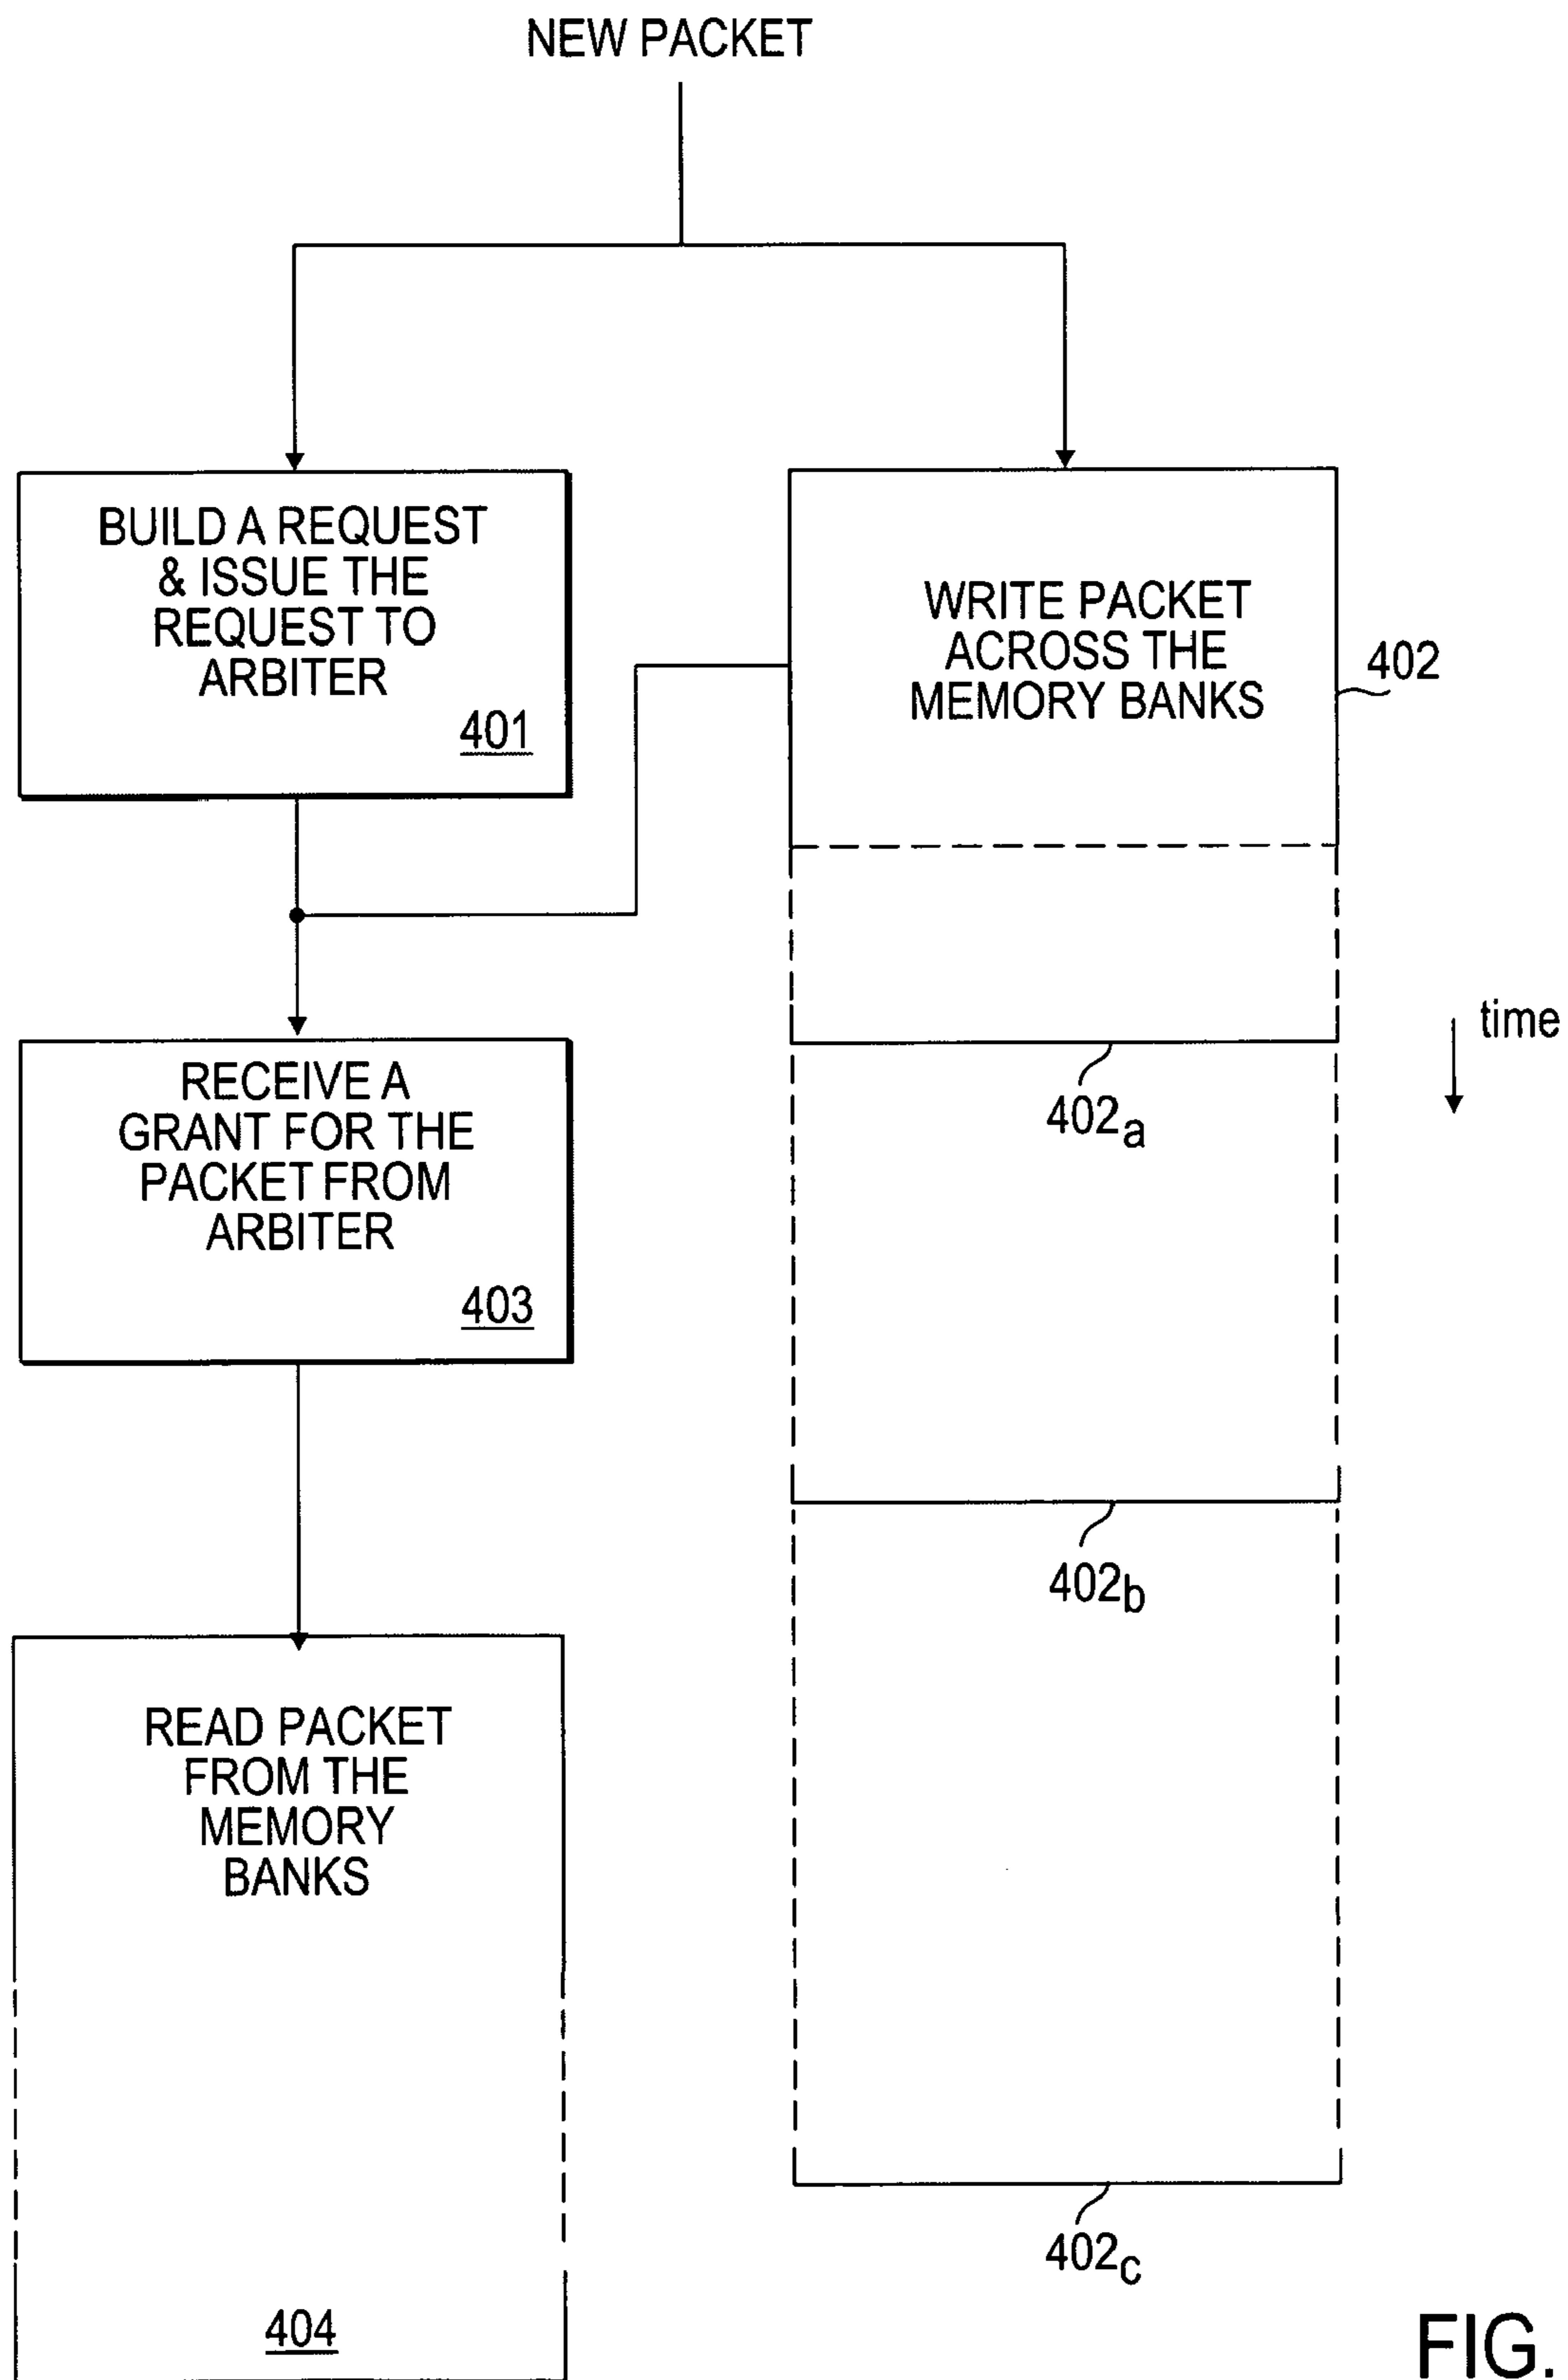 NEW PACKET
BUILD A REQUEST
& ISSUE THE
REQUEST TO
ARBITER
401
WRITE PACKET
ACROSS THE
MEMORY BANKS
402
RECEIVE A
GRANT FOR THE
PACKET FROM
ARBITER
403
402a
time
402b
READ PACKET
FROM THE
MEMORY
BANKS
404
402c
FIG.